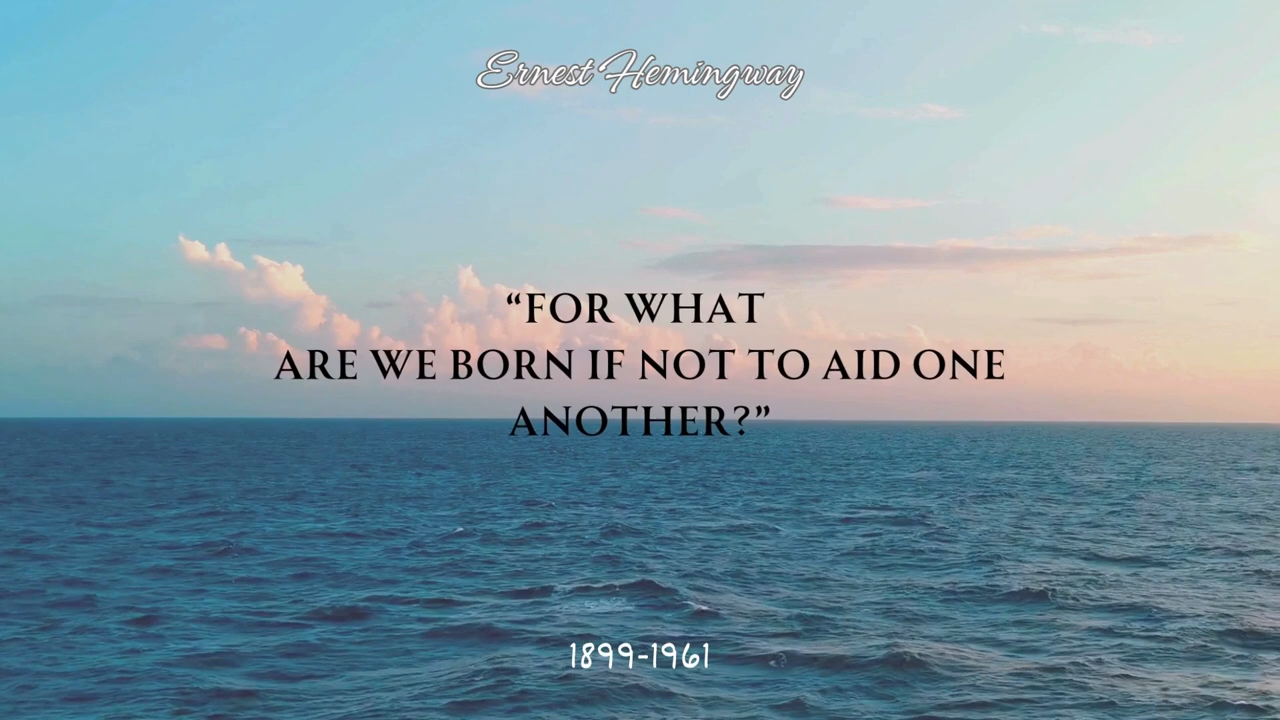 Ernest Hemingway
“FOR WHAT
ARE WE BORN IF NOT TO AID ONE
ANOTHER?”
1899-1961